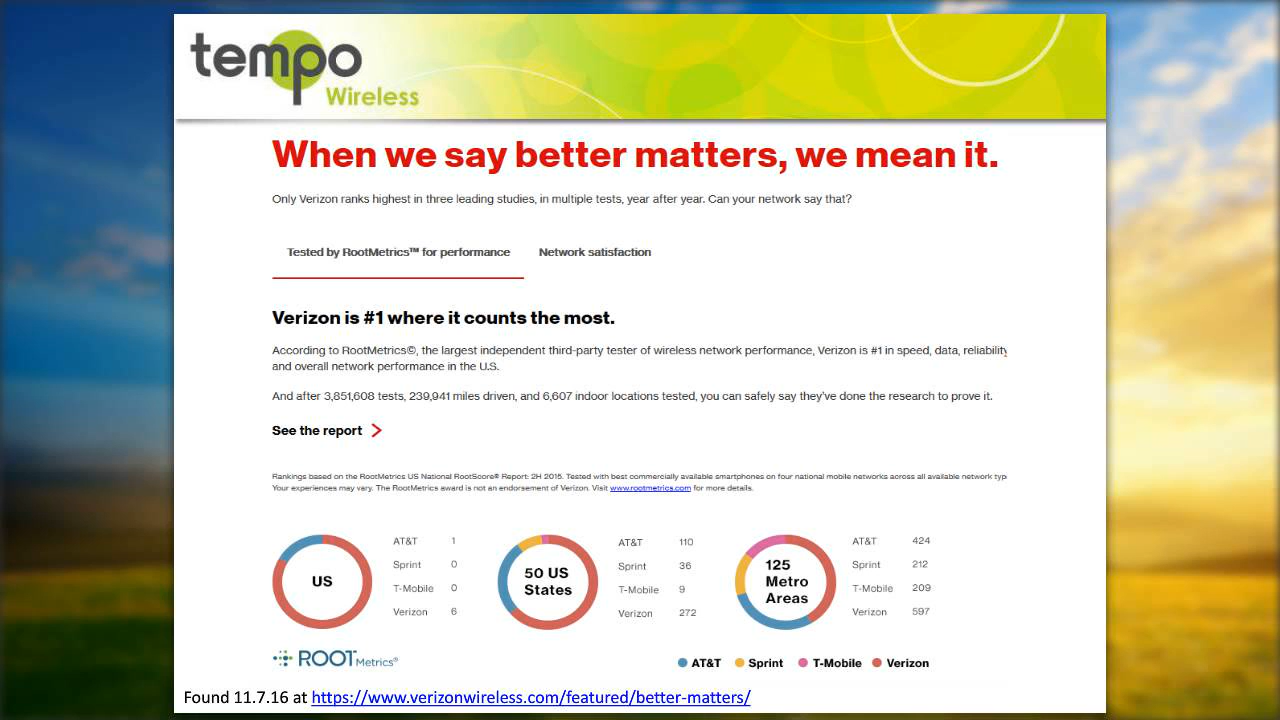 tempo
Wireless
When we say better matters, we mean it.
Only Verizon ranks highest in three leading studies, in multiple tests, year after year. Can your network say that?
Tested by RootMetrics™ for performance Network satisfaction
Verizon is #1 where it counts the most.
According to RootMetrics©, the largest independent third-party tester of wireless network performance, Verizon is #1 in speed, data, reliability
and overall network performance in the U.S.
And after 3,851,608 tests, 239,941 miles driven, and 6,607 indoor locations tested, you can safely say they've done the research to prove it.
See the report
Rankings based on the RootMetrics US National RootScore® Report: 2H 2015. Tested with best commercially available smartphones on four national mobile networks across all available network typ
Your experiences may vary. The RootMetrics award is not an endorsement of Verizon. Visit www.rootmetrics.com for more details.
US
AT&T 1
Sprint 0
T-Mobile 0
Verizon 6
50 US
States
AT&T 110
Sprint 36
T-Mobile 9
Verizon 272
125
Metro
Areas
AT&T 424
Sprint 212
T-Mobile 209
Verizon 597
ROOT Metrics®
AT&T Sprint T-Mobile Verizon
Found 11.7.16 at https://www.verizonwireless.com/featured/better-matters/